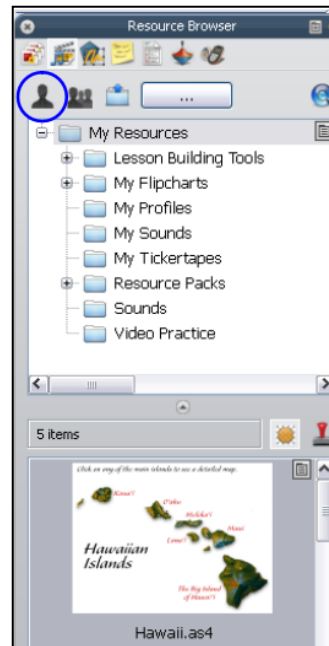 Resource Browser
...
My Resources
Lesson Building Tools
My Flipcharts
My Profiles
My Sounds
My Tickertapes
Resource Packs
Sounds
Video Practice
5 items
Click on any of the main islands to see a detailed map.
Kaua'i
O'ahu
Moloka'i
Lana'i
Maui
Hawaiian
Islands
The Big Island
of Hawai'i
Hawaii.as4